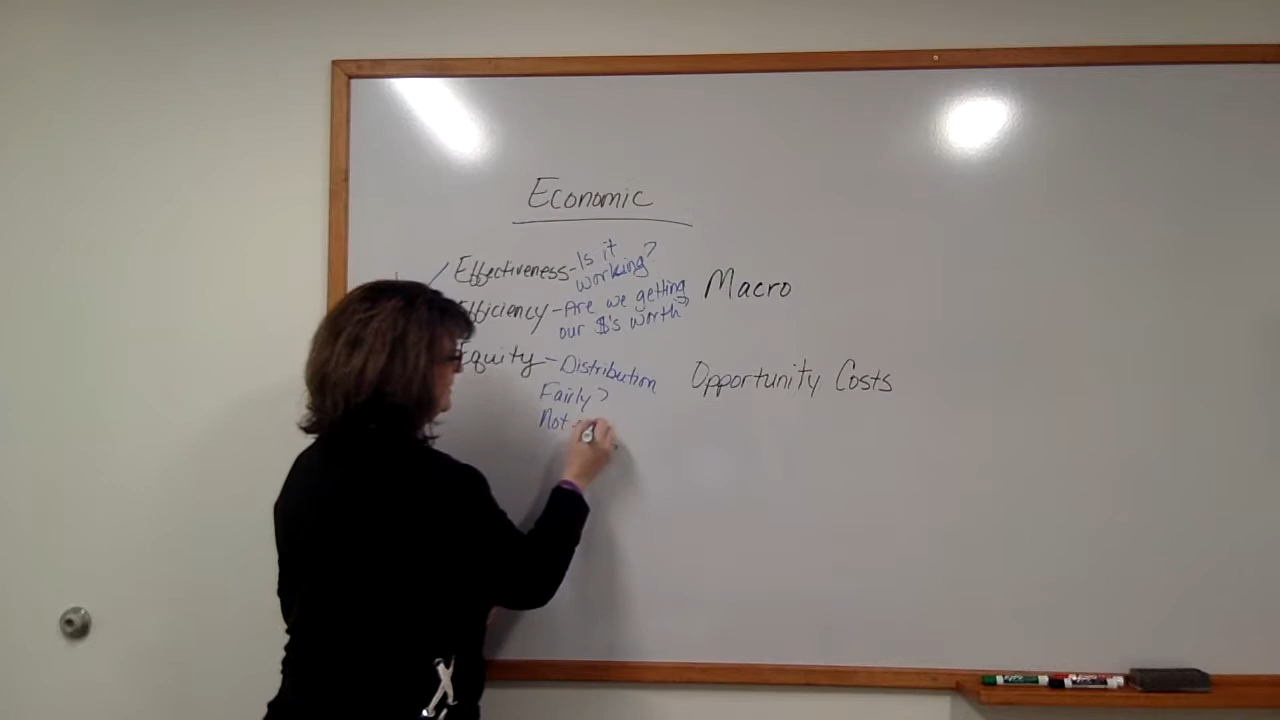 Economic
Effectiveness - Is it
working?
Efficiency - Are we getting
our $'s worth?
Macro
Equity - Distribution
Fairly?
Not
Opportunity Costs